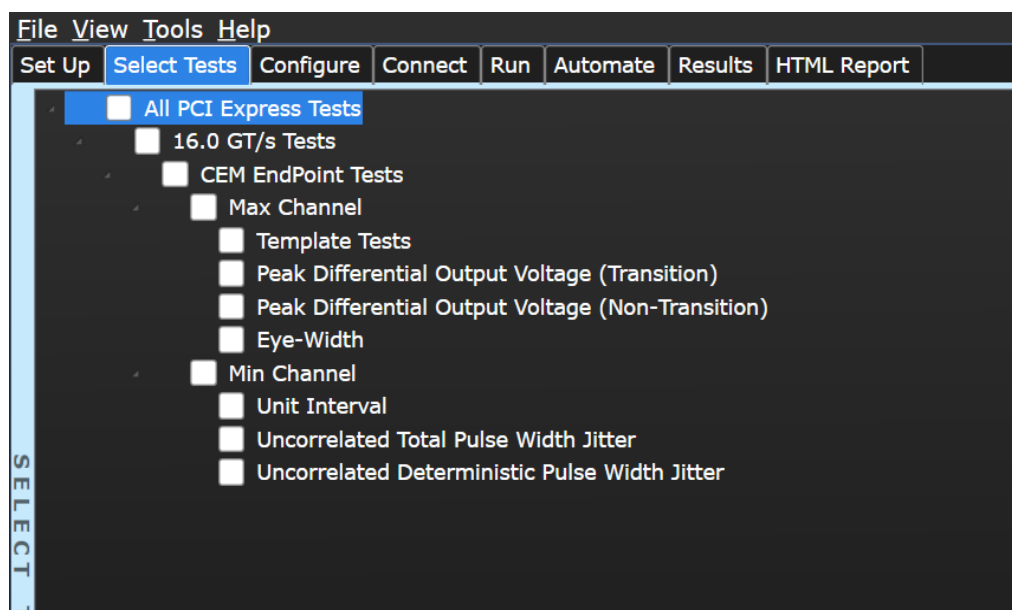 File View Tools Help
Set Up Select Tests Configure Connect Run Automate Results HTML Report
All PCI Express Tests
16.0 GT/s Tests
CEM EndPoint Tests
Max Channel
Template Tests
Peak Differential Output Voltage (Transition)
Peak Differential Output Voltage (Non-Transition)
Eye-Width
Min Channel
Unit Interval
Uncorrelated Total Pulse Width Jitter
Uncorrelated Deterministic Pulse Width Jitter
SELECT